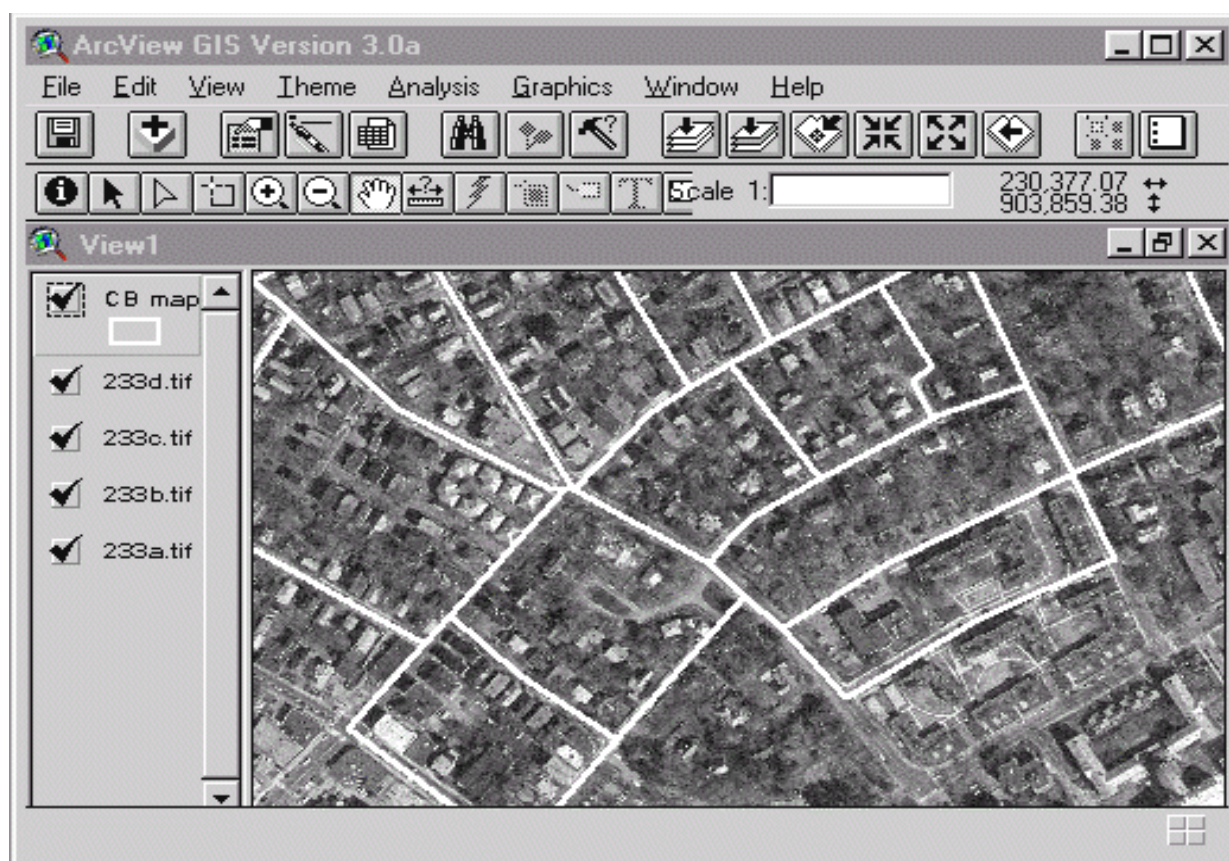 ArcView GIS Version 3.0a
File Edit View Theme Analysis Graphics Window Help
Scale 1: 230,377.07
903,859.38
View1
CB map
233d.tif
233c.tif
233b.tif
233a.tif